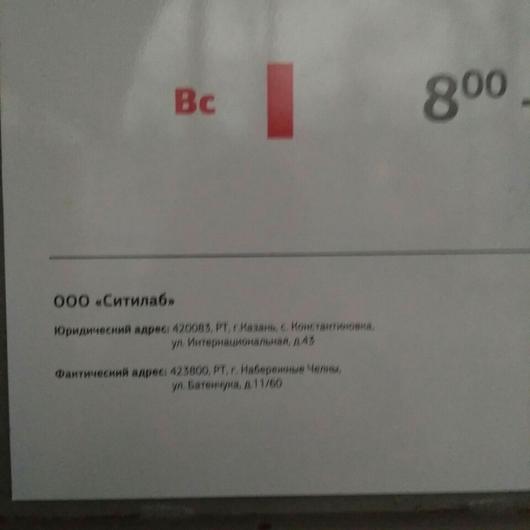 Вс 8⁰⁰ -
ООО «Ситилаб»
Юридический адрес: 420083, РТ, г.Казань, с. Константиновка,
ул. Интернациональная, д.43
Фактический адрес: 423800, РТ, г. Набережные Челны,
ул. Батенчука, д.11/60